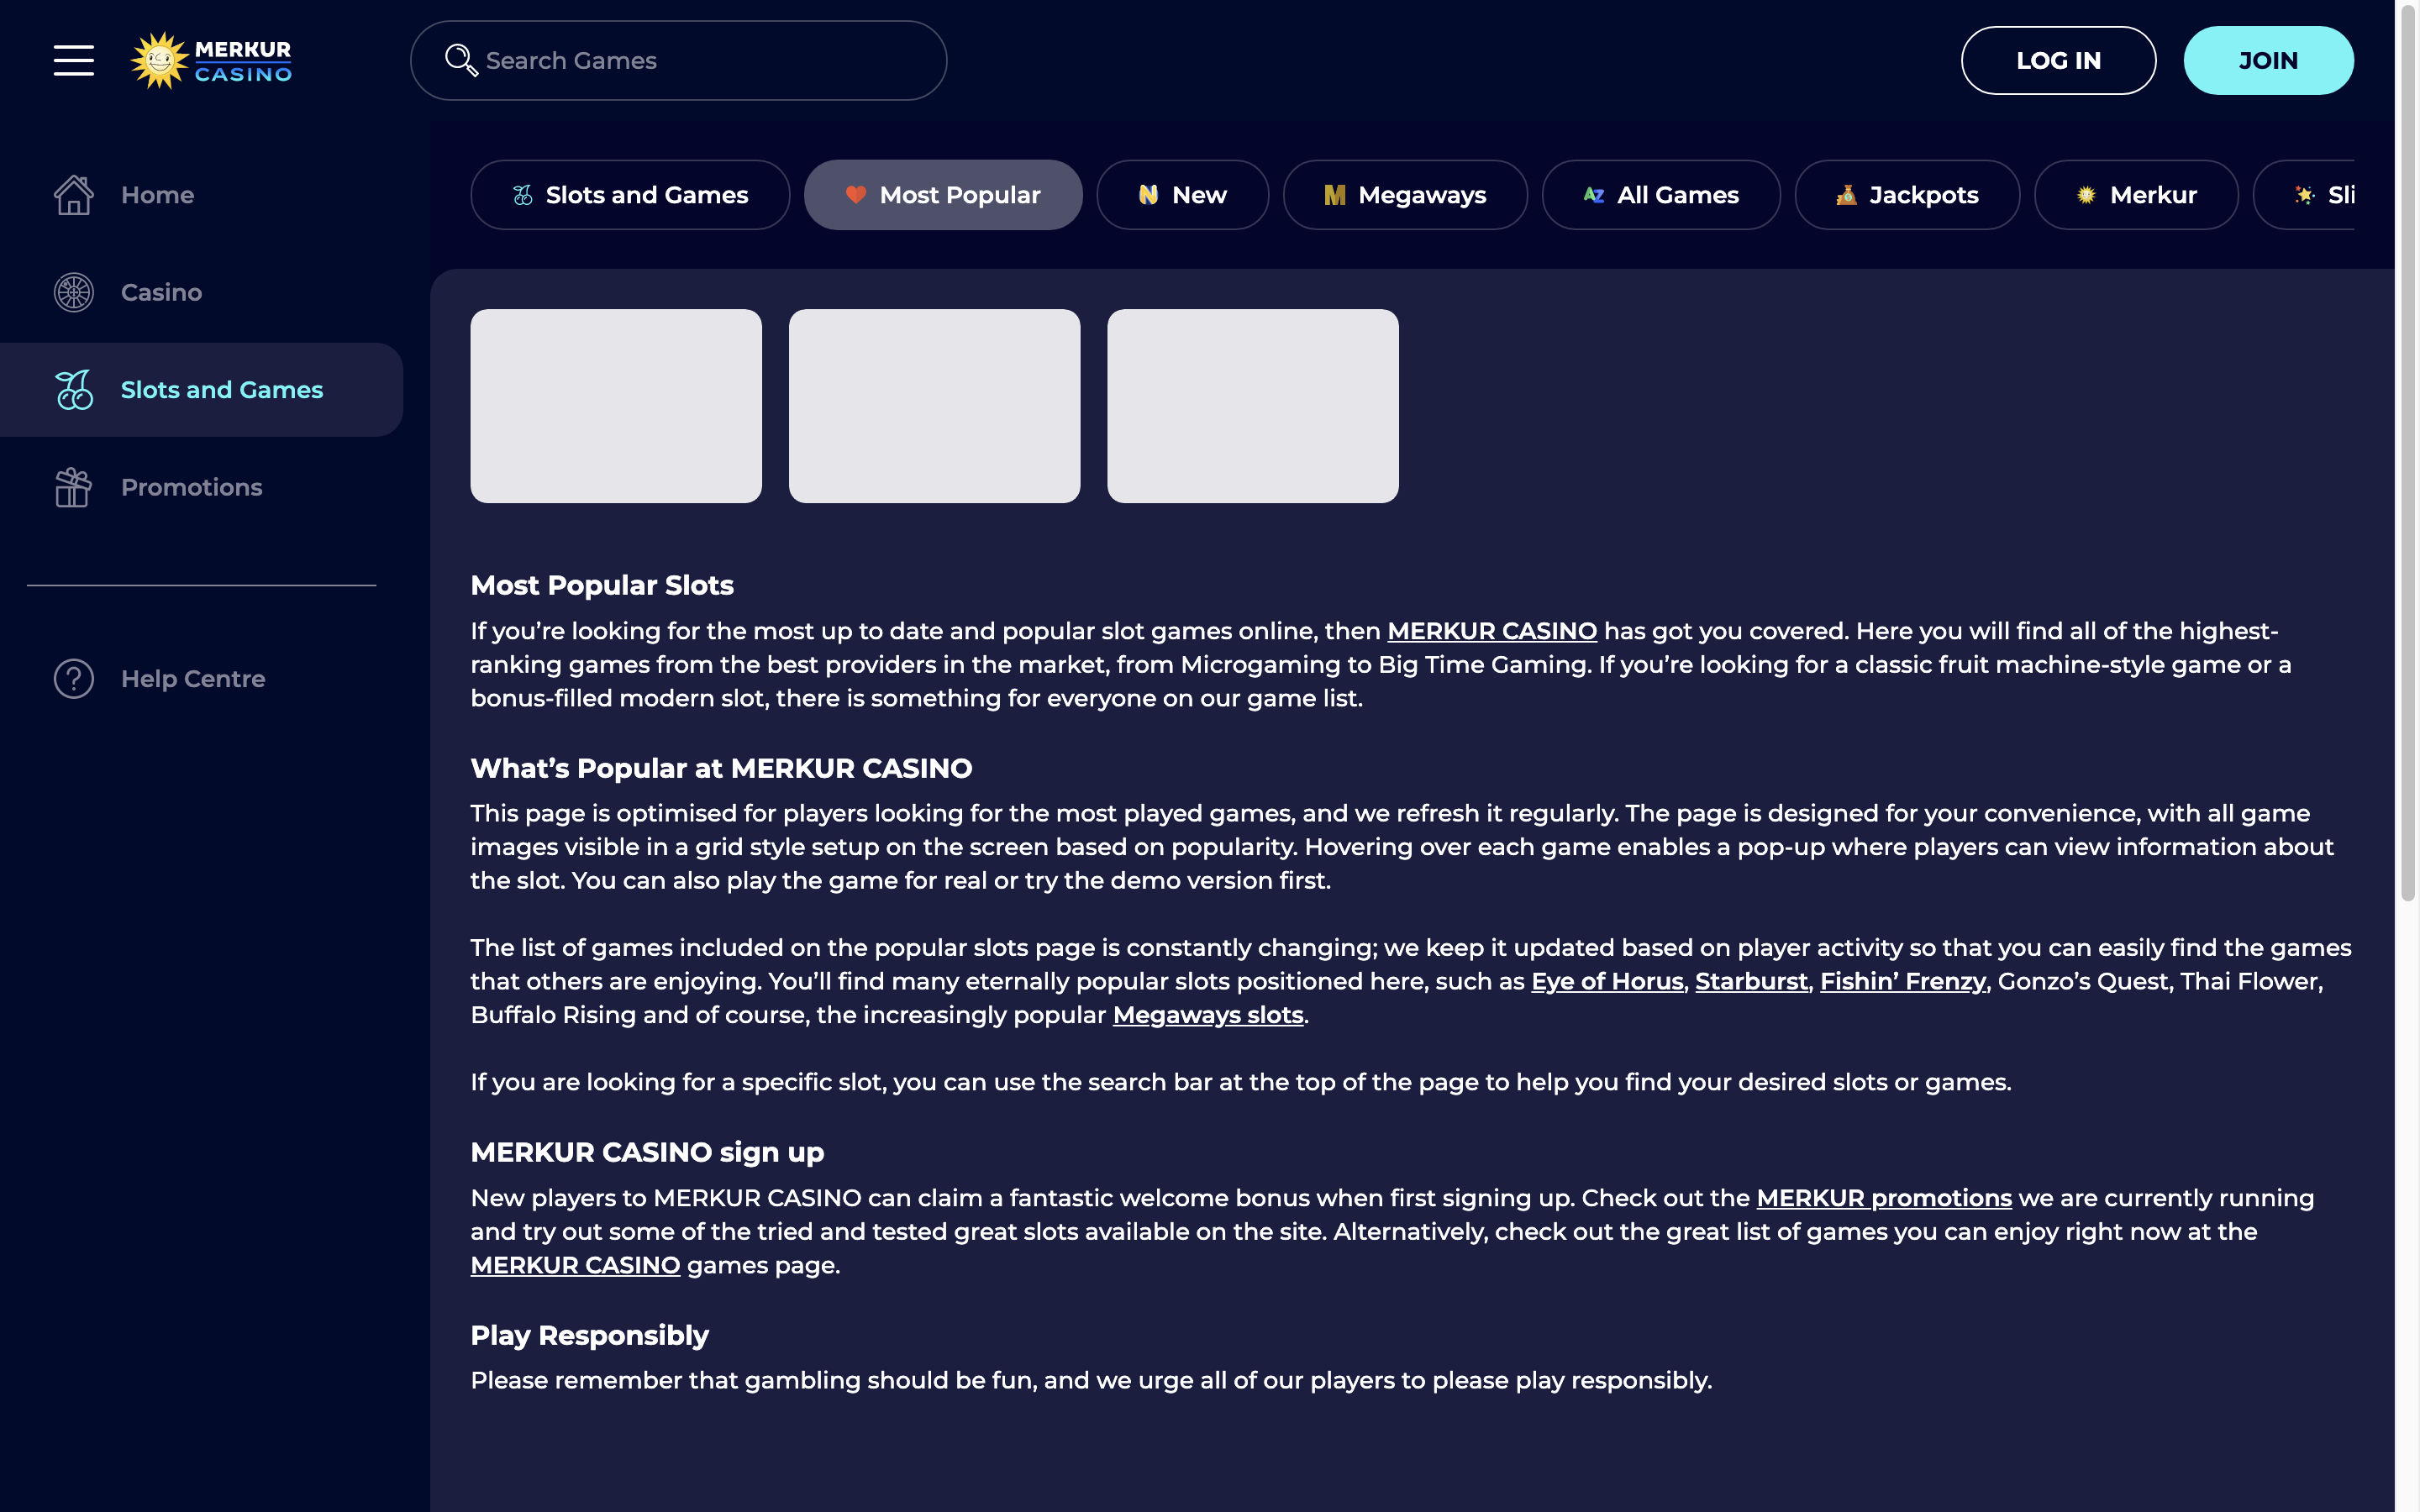 MERKUR
CASINO
Search Games
LOG IN
JOIN
Home
Casino
Slots and Games
Promotions
Help Centre
Slots and Games
Most Popular
New
Megaways
All Games
Jackpots
Merkur
Sli
Most Popular Slots
If you’re looking for the most up to date and popular slot games online, then MERKUR CASINO has got you covered. Here you will find all of the highest-
ranking games from the best providers in the market, from Microgaming to Big Time Gaming. If you’re looking for a classic fruit machine-style game or a
bonus-filled modern slot, there is something for everyone on our game list.
What’s Popular at MERKUR CASINO
This page is optimised for players looking for the most played games, and we refresh it regularly. The page is designed for your convenience, with all game
images visible in a grid style setup on the screen based on popularity. Hovering over each game enables a pop-up where players can view information about
the slot. You can also play the game for real or try the demo version first.
The list of games included on the popular slots page is constantly changing; we keep it updated based on player activity so that you can easily find the games
that others are enjoying. You’ll find many eternally popular slots positioned here, such as Eye of Horus, Starburst, Fishin’ Frenzy, Gonzo’s Quest, Thai Flower,
Buffalo Rising and of course, the increasingly popular Megaways slots.
If you are looking for a specific slot, you can use the search bar at the top of the page to help you find your desired slots or games.
MERKUR CASINO sign up
New players to MERKUR CASINO can claim a fantastic welcome bonus when first signing up. Check out the MERKUR promotions we are currently running
and try out some of the tried and tested great slots available on the site. Alternatively, check out the great list of games you can enjoy right now at the
MERKUR CASINO games page.
Play Responsibly
Please remember that gambling should be fun, and we urge all of our players to please play responsibly.